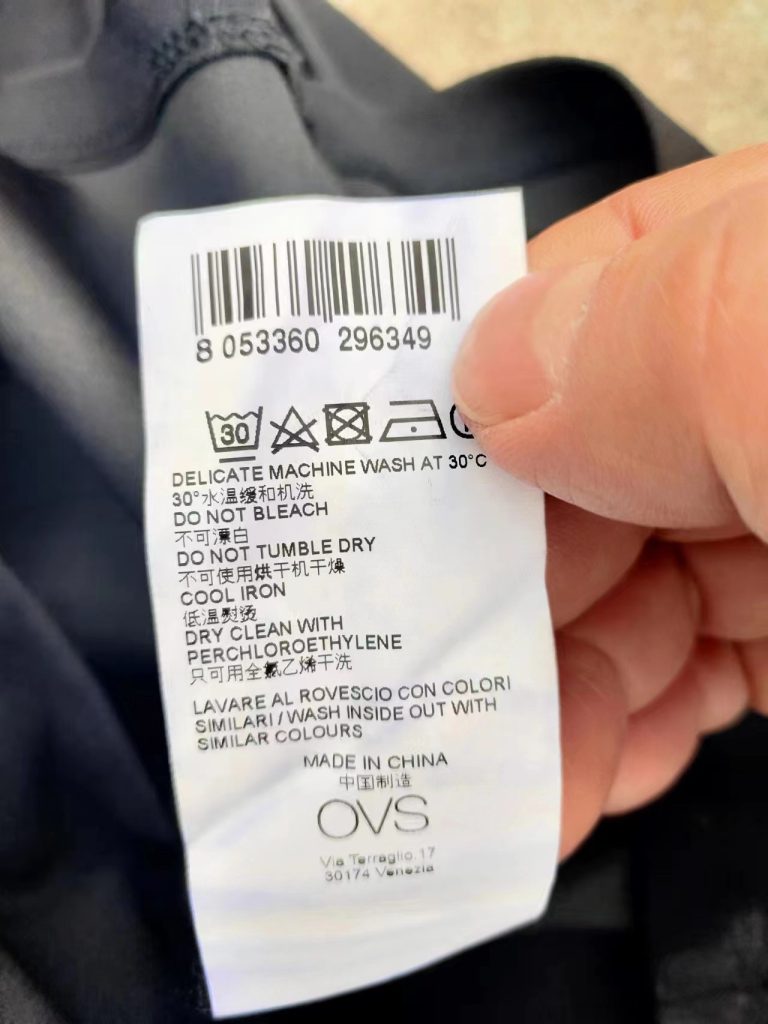 8 053360 296349
30
DELICATE MACHINE WASH AT 30°C
30°水温缓和机洗
DO NOT BLEACH
不可漂白
DO NOT TUMBLE DRY
不可使用烘干机干燥
COOL IRON
低温熨烫
DRY CLEAN WITH
PERCHLOROETHYLENE
只可用全氯乙烯干洗
LAVARE AL ROVESCIO CON COLORI
SIMILARI / WASH INSIDE OUT WITH
SIMILAR COLOURS
MADE IN CHINA
中国制造
OVS
Via Terraglio 17
30174 Venezia